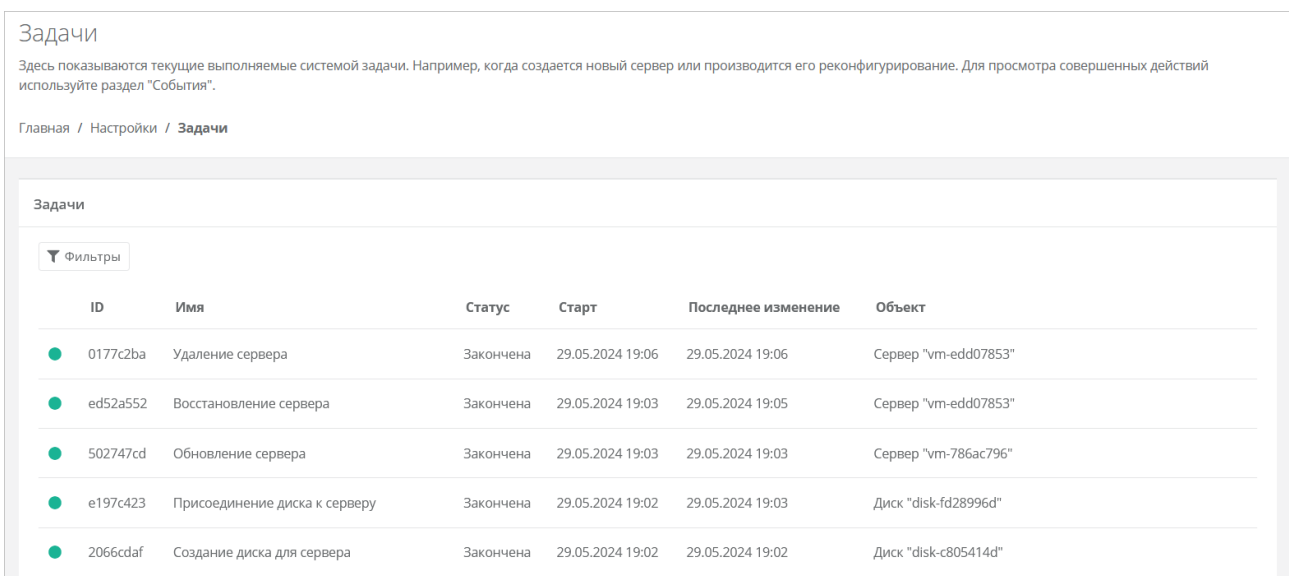 Задачи
Здесь показываются текущие выполняемые системой задачи. Например, когда создается новый сервер или производится его реконфигурирование. Для просмотра совершенных действий
используйте раздел "События".
Главная / Настройки / Задачи
Задачи
Фильтры
ID Имя Статус Старт Последнее изменение Объект
0177c2ba Удаление сервера Закончена 29.05.2024 19:06 29.05.2024 19:06 Сервер "vm-edd07853"
ed52a552 Восстановление сервера Закончена 29.05.2024 19:03 29.05.2024 19:05 Сервер "vm-edd07853"
502747cd Обновление сервера Закончена 29.05.2024 19:03 29.05.2024 19:03 Сервер "vm-786ac796"
e197c423 Присоединение диска к серверу Закончена 29.05.2024 19:02 29.05.2024 19:03 Диск "disk-fd28996d"
2066cdaf Создание диска для сервера Закончена 29.05.2024 19:02 29.05.2024 19:02 Диск "disk-c805414d"